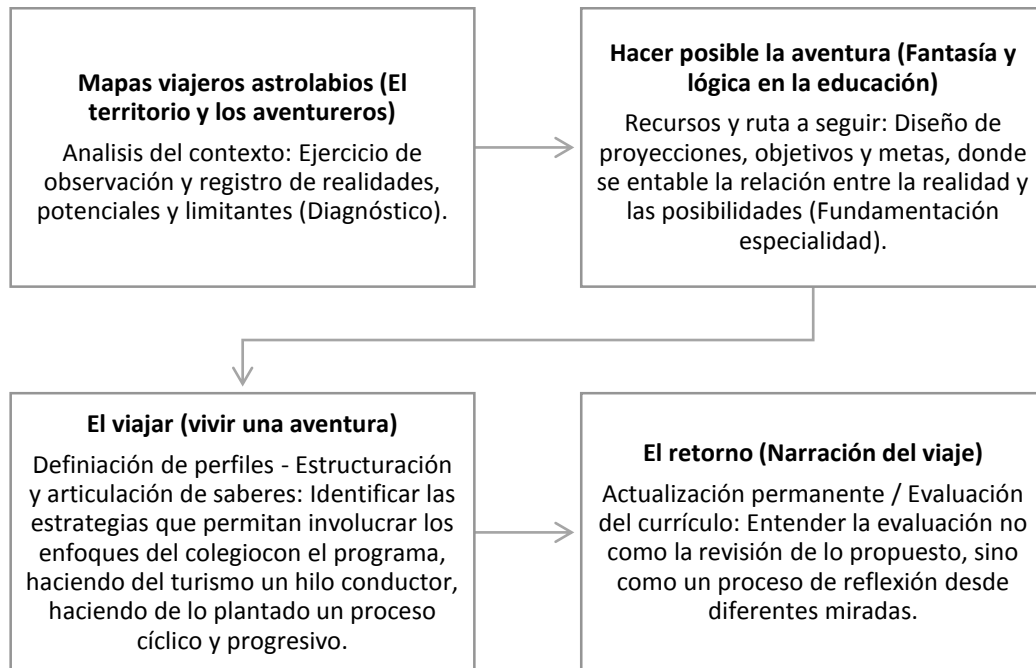 Mapas viajeros astrolabios (El
territorio y los aventureros)
Analisis del contexto: Ejercicio de
observación y registro de realidades,
potenciales y limitantes (Diagnóstico).
Hacer posible la aventura (Fantasía y
lógica en la educación)
Recursos y ruta a seguir: Diseño de
proyecciones, objetivos y metas, donde
se entable la relación entre la realidad y
las posibilidades (Fundamentación
especialidad).
El viajar (vivir una aventura)
Definiación de perfiles - Estructuración
y articulación de saberes: Identificar las
estrategias que permitan involucrar los
enfoques del colegiocon el programa,
haciendo del turismo un hilo conductor,
haciendo de lo plantado un proceso
cíclico y progresivo.
El retorno (Narración del viaje)
Actualización permanente / Evaluación
del currículo: Entender la evaluación no
como la revisión de lo propuesto, sino
como un proceso de reflexión desde
diferentes miradas.